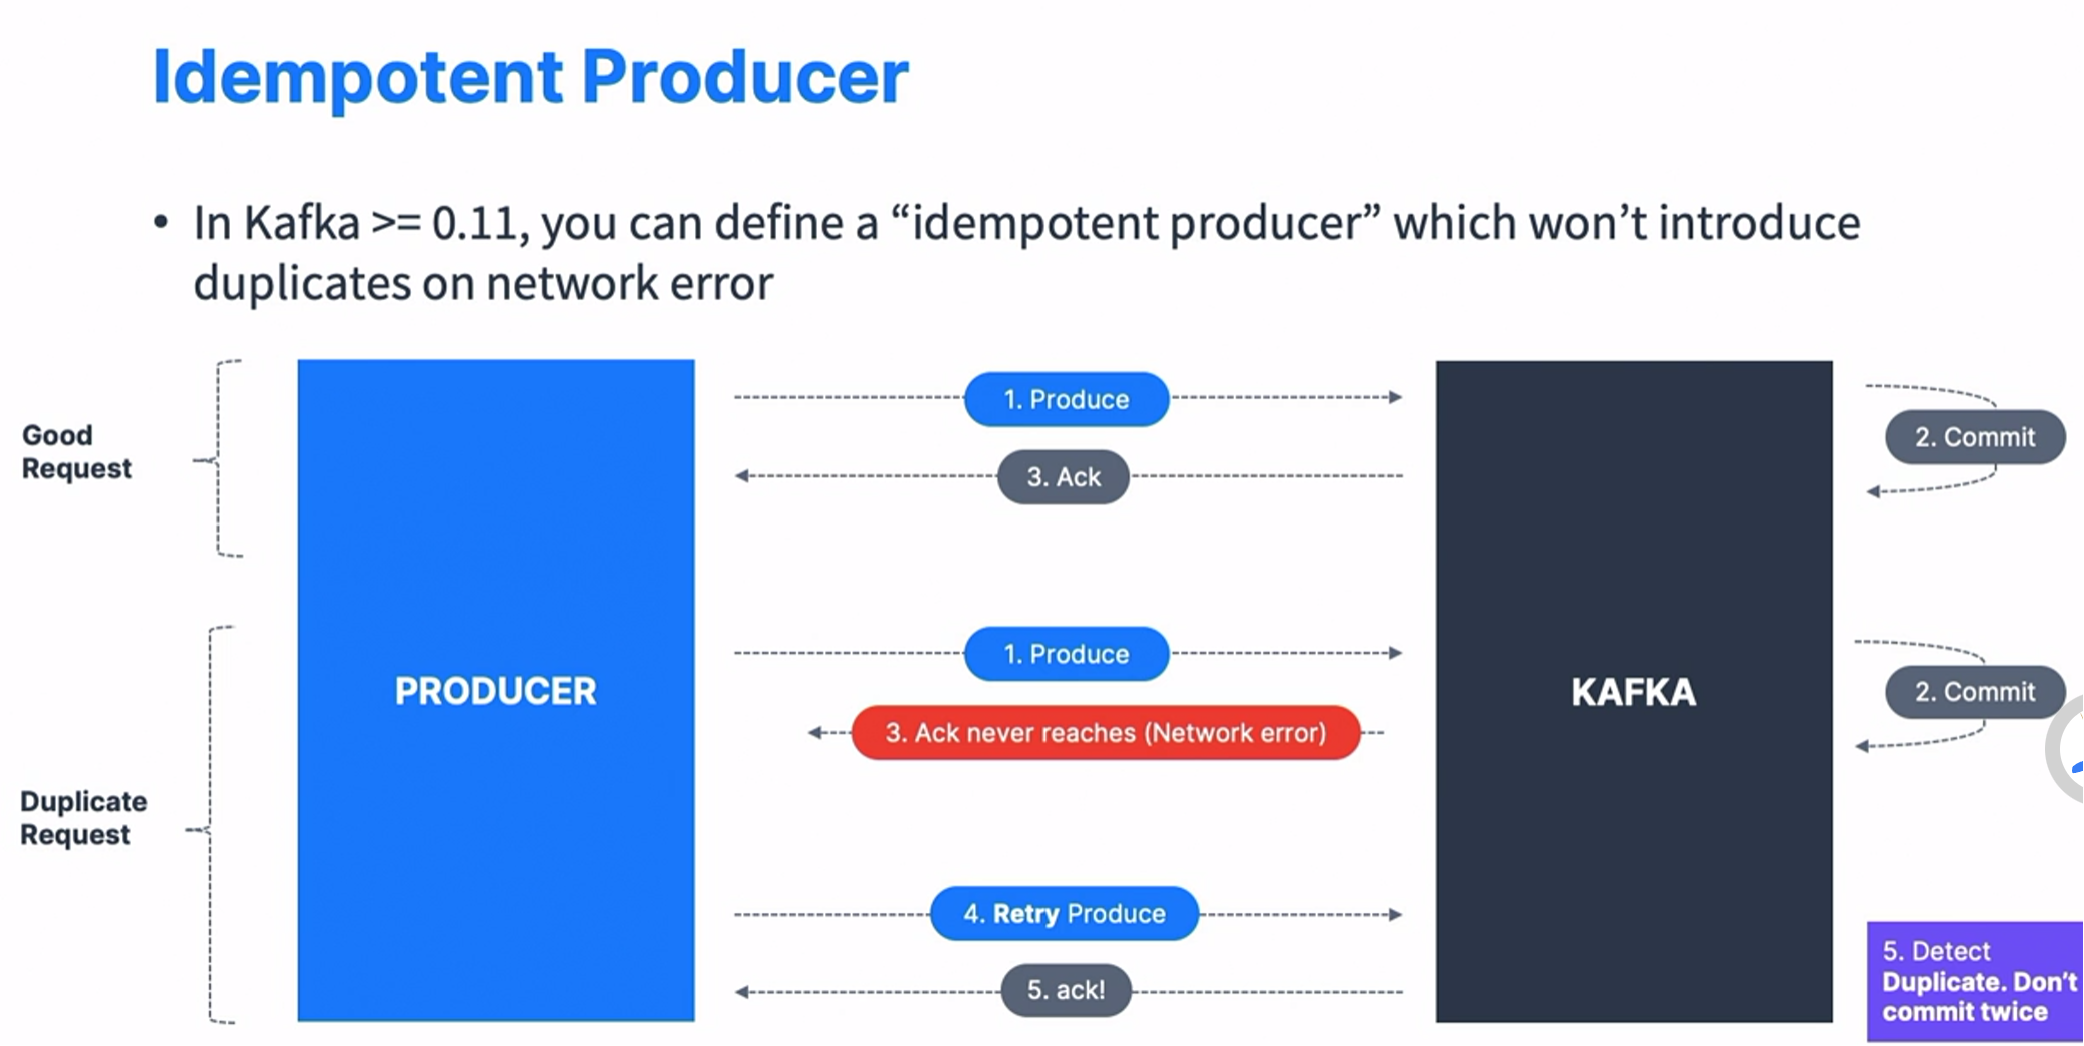 Idempotent Producer
• In Kafka >= 0.11, you can define a “idempotent producer” which won’t introduce
duplicates on network error
Good
Request
1. Produce
2. Commit
3. Ack
Duplicate
Request
PRODUCER
KAFKA
1. Produce
2. Commit
3. Ack never reaches (Network error)
4. Retry Produce
5. ack!
5. Detect
Duplicate. Don’t
commit twice